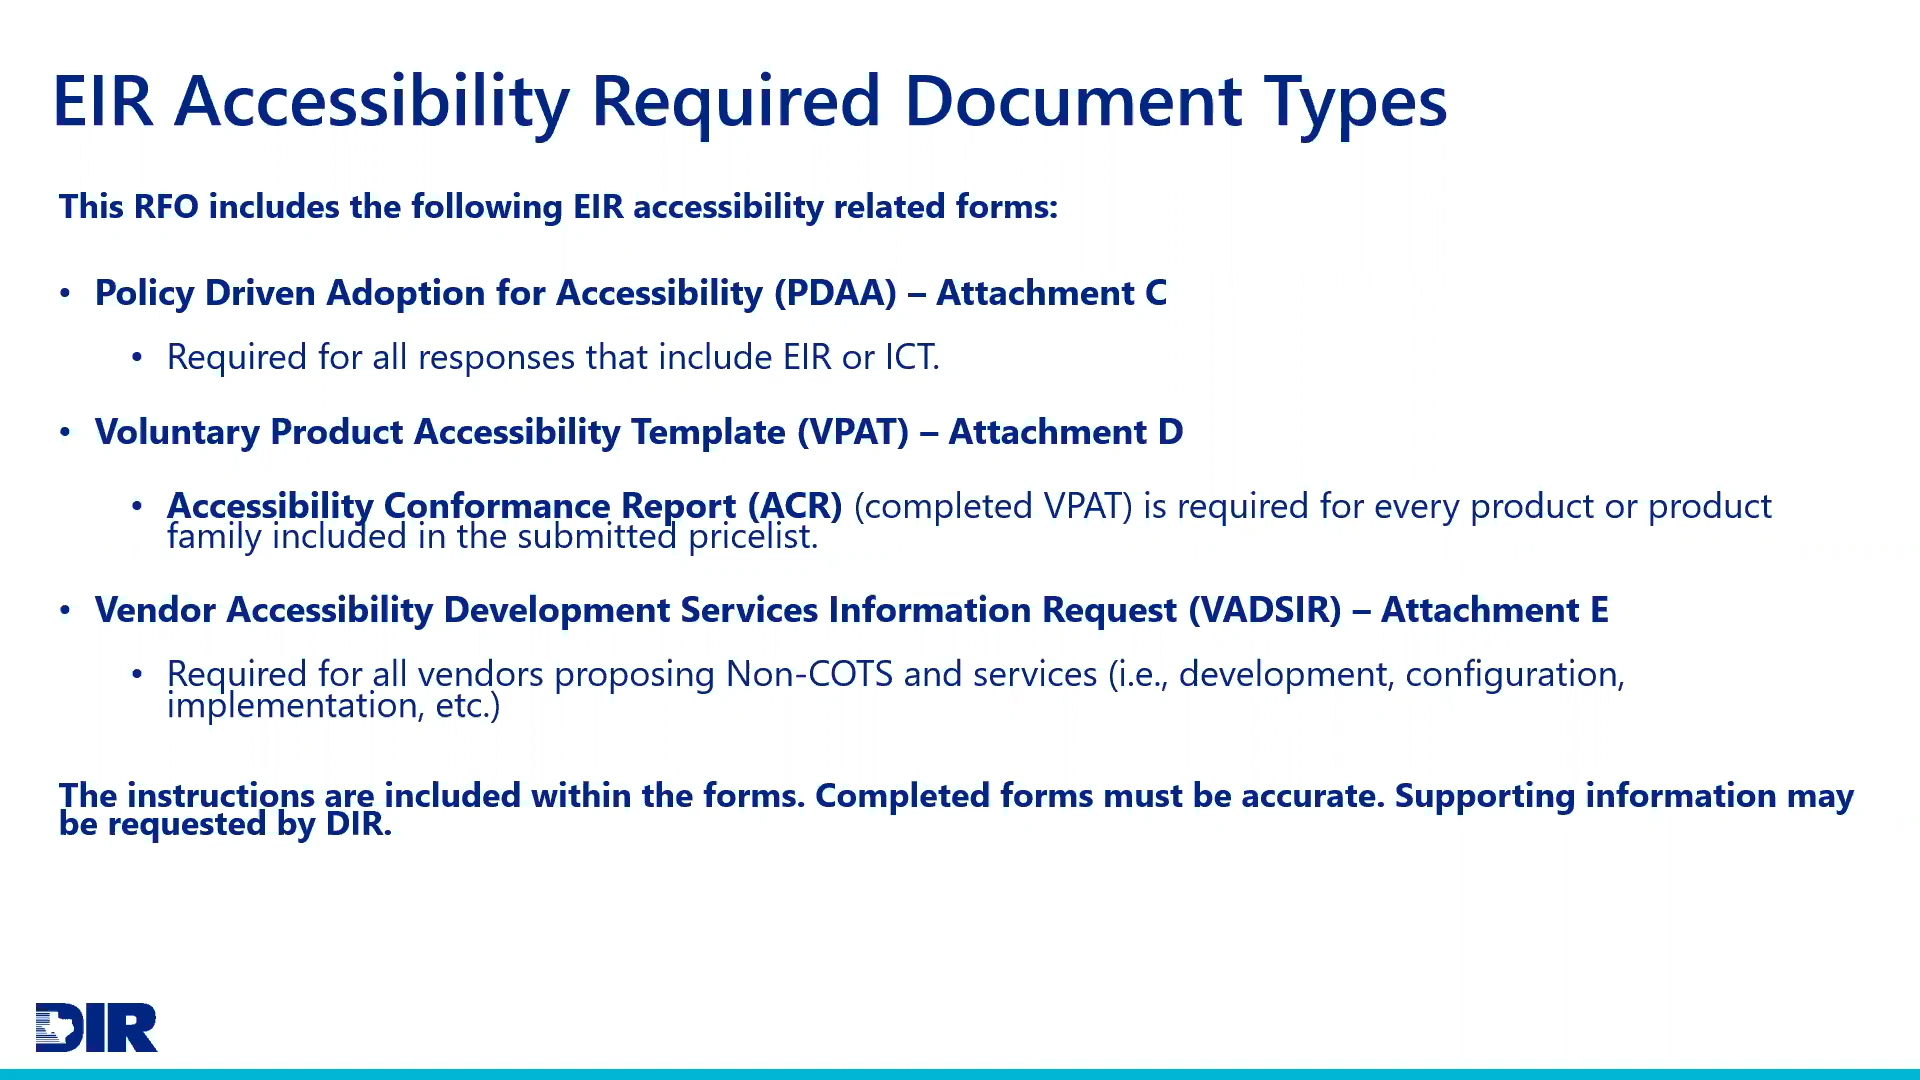 EIR Accessibility Required Document Types
This RFO includes the following EIR accessibility related forms:
• Policy Driven Adoption for Accessibility (PDAA) – Attachment C
• Required for all responses that include EIR or ICT.
• Voluntary Product Accessibility Template (VPAT) – Attachment D
• Accessibility Conformance Report (ACR) (completed VPAT) is required for every product or product
family included in the submitted pricelist.
• Vendor Accessibility Development Services Information Request (VADSIR) – Attachment E
• Required for all vendors proposing Non-COTS and services (i.e., development, configuration,
implementation, etc.)
The instructions are included within the forms. Completed forms must be accurate. Supporting information may
be requested by DIR.
DIR